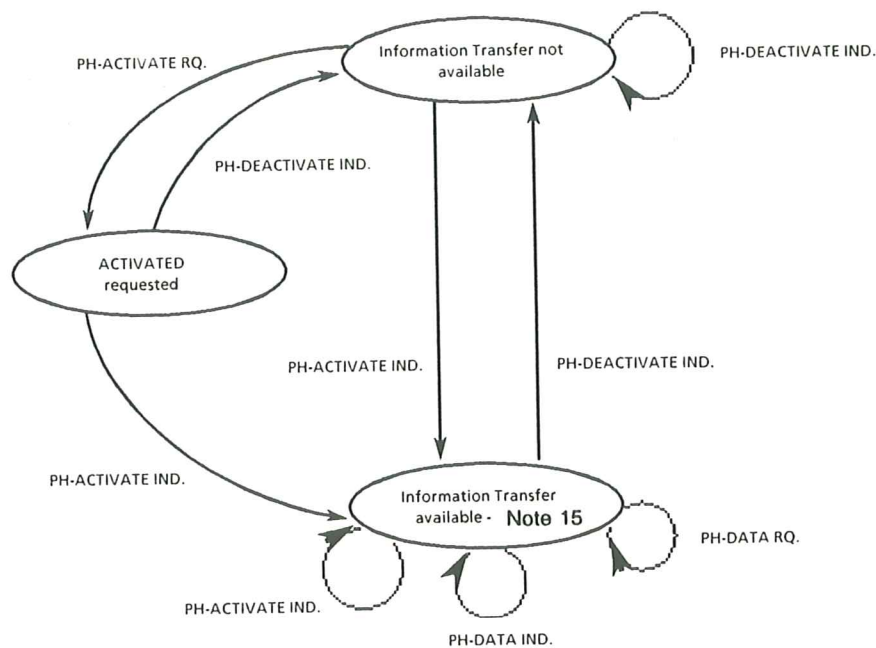 Information Transfer not
available
PH-DEACTIVATE IND.
PH-ACTIVATE RQ.
PH-DEACTIVATE IND.
ACTIVATED
requested
PH-ACTIVATE IND.
PH-DEACTIVATE IND.
PH-ACTIVATE IND.
Information Transfer
available - Note 15
PH-DATA RQ.
PH-ACTIVATE IND.
PH-DATA IND.